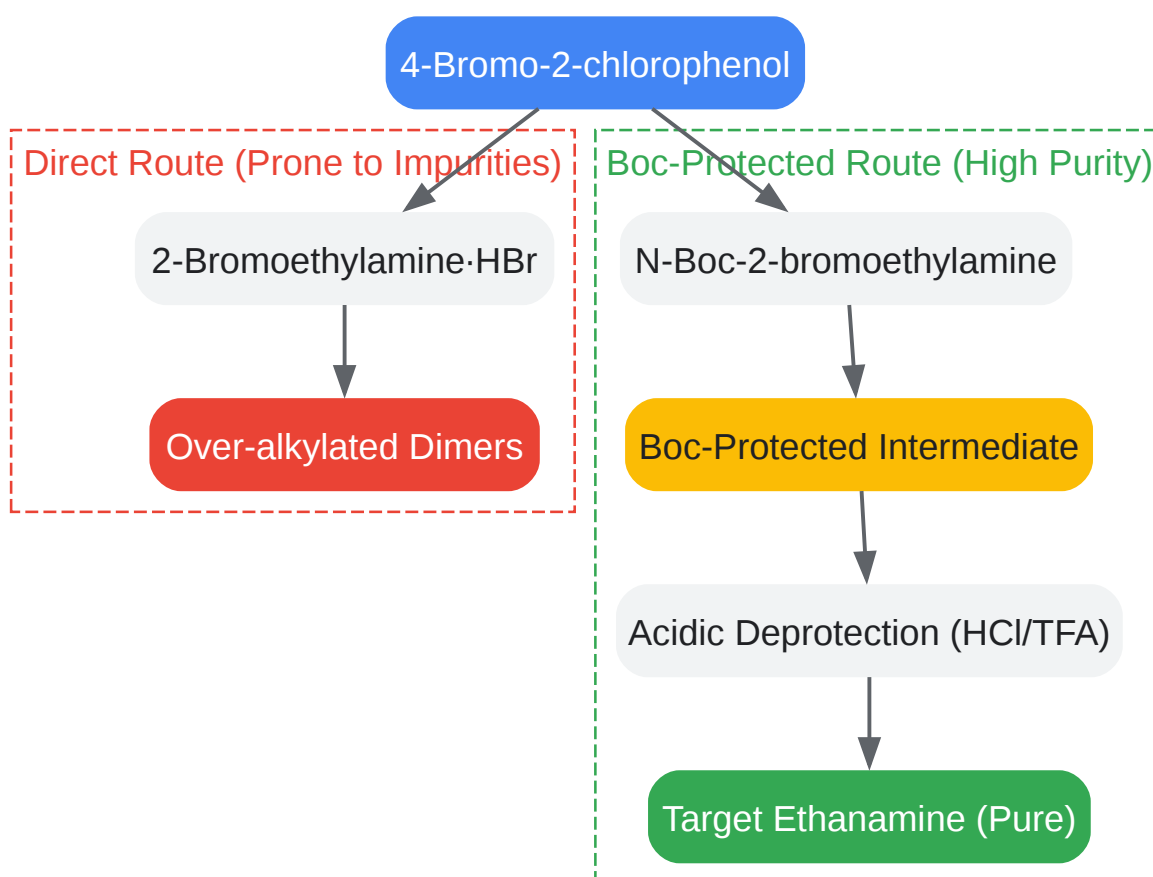 4-Bromo-2-chlorophenol
Direct Route (Prone to Impurities)
2-Bromoethylamine·HBr
Over-alkylated Dimers
Boc-Protected Route (High Purity)
N-Boc-2-bromoethylamine
Boc-Protected Intermediate
Acidic Deprotection (HCl/TFA)
Target Ethanamine (Pure)